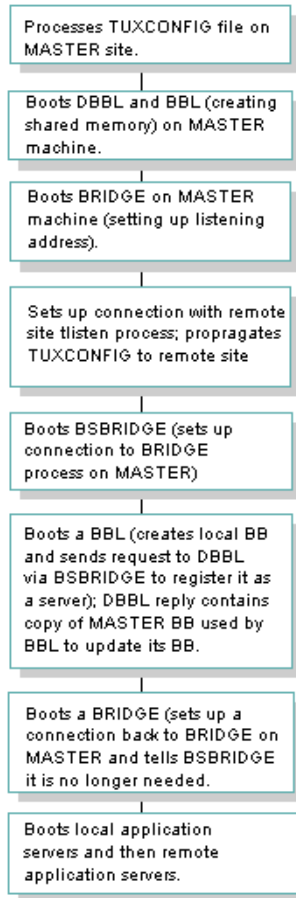 Processes TUXCONFIG file on
MASTER site.
Boots DBBL and BBL (creating
shared memory) on MASTER
machine.
Boots BRIDGE on MASTER
machine (setting up listening
address).
Sets up connection with remote
site tlisten process; propragates
TUXCONFIG to remote site
Boots BSBRIDGE (sets up
connection to BRIDGE
process on MASTER)
Boots a BBL (creates local BB
and sends request to DBBL
via BSBRIDGE to register it as
a server); DBBL reply contains
copy of MASTER BB used by
BBL to update its BB.
Boots a BRIDGE (sets up a
connection back to BRIDGE on
MASTER and tells BSBRIDGE
it is no longer needed.
Boots local application
servers and then remote
application servers.